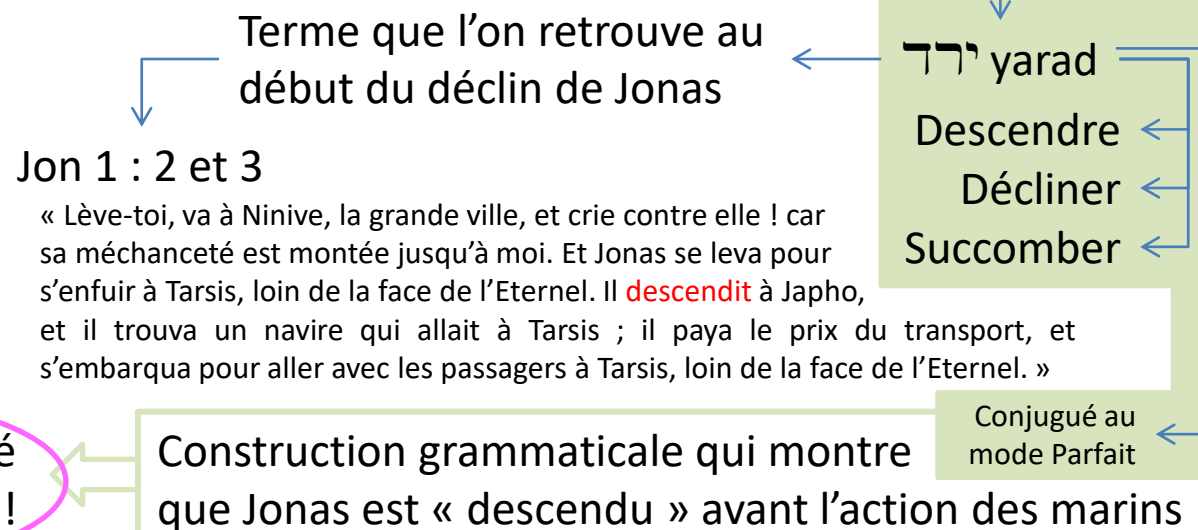 Terme que l’on retrouve au
début du déclin de Jonas
ירד yarad
Descendre
Décliner
Succomber
Jon 1 : 2 et 3
« Lève-toi, va à Ninive, la grande ville, et crie contre elle ! car
sa méchanceté est montée jusqu’à moi. Et Jonas se leva pour
s’enfuir à Tarsis, loin de la face de l’Eternel. Il descendit à Japho,
et il trouva un navire qui allait à Tarsis ; il paya le prix du transport, et
s’embarqua pour aller avec les passagers à Tarsis, loin de la face de l’Eternel. »
Conjugué au
mode Parfait
é
!
Construction grammaticale qui montre
que Jonas est « descendu » avant l’action des marins